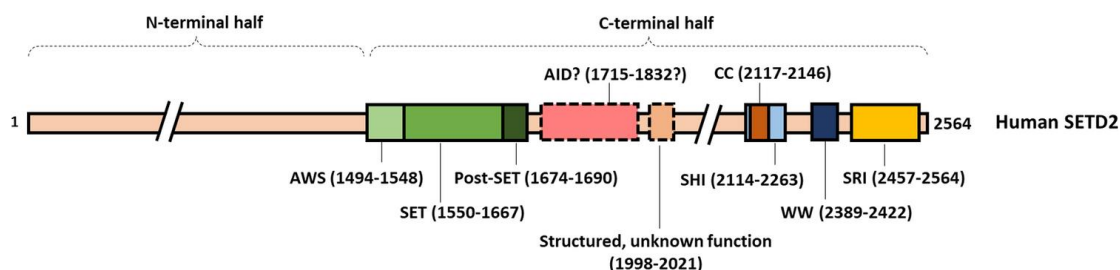 N-terminal half
C-terminal half
AID? (1715-1832?)
CC (2117-2146)
1
2564
Human SETD2
AWS (1494-1548)
Post-SET (1674-1690)
SHI (2114-2263)
SRI (2457-2564)
SET (1550-1667)
WW (2389-2422)
Structured, unknown function
(1998-2021)